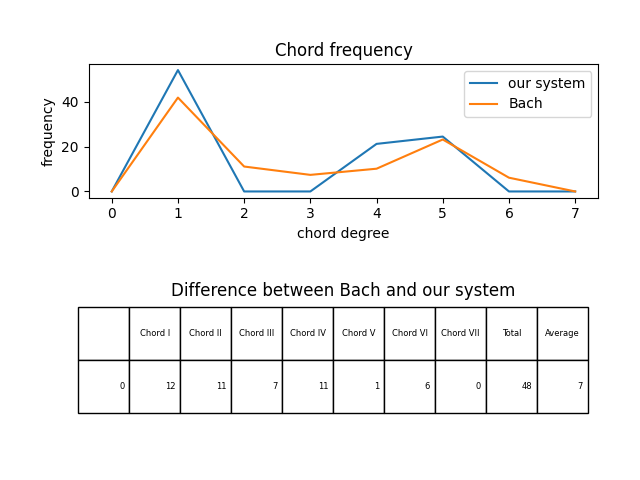 Chord frequency
our system
Bach
frequency
40
20
0
0 1 2 3 4 5 6 7
chord degree
Difference between Bach and our system
Chord I Chord II Chord III Chord IV Chord V Chord VI Chord VII Total Average
0 12 11 7 11 1 6 0 48 7